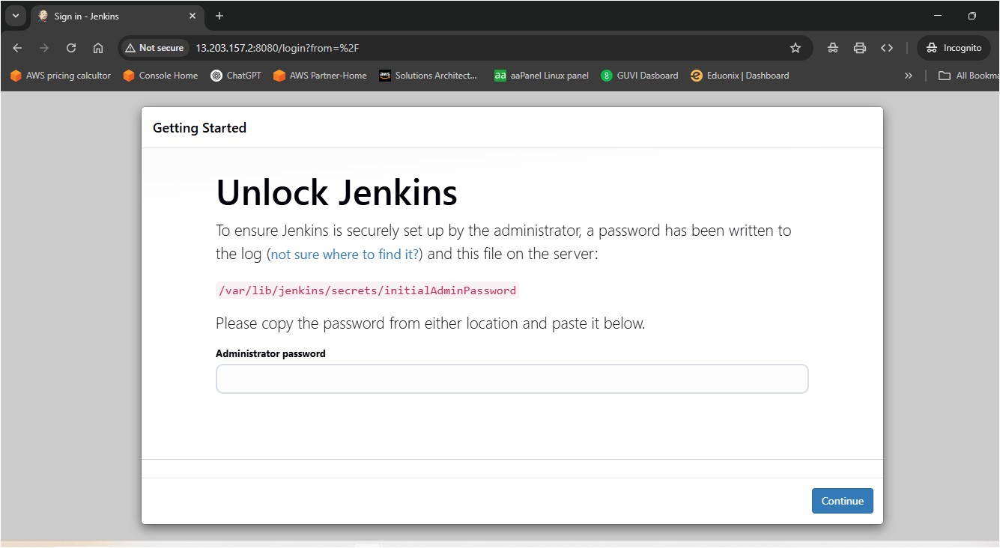 Sign in - Jenkins
Not secure 13.203.157.2:8080/login?from=%2F Incognito
AWS pricing calcultor Console Home ChatGPT AWS Partner-Home aws Solutions Architect... aa aaPanel Linux panel GUVI Dasboard Eduonix | Dashboard » All Bookma
Getting Started
Unlock Jenkins
To ensure Jenkins is securely set up by the administrator, a password has been written to
the log (not sure where to find it?) and this file on the server:
/var/lib/jenkins/secrets/initialAdminPassword
Please copy the password from either location and paste it below.
Administrator password
Continue